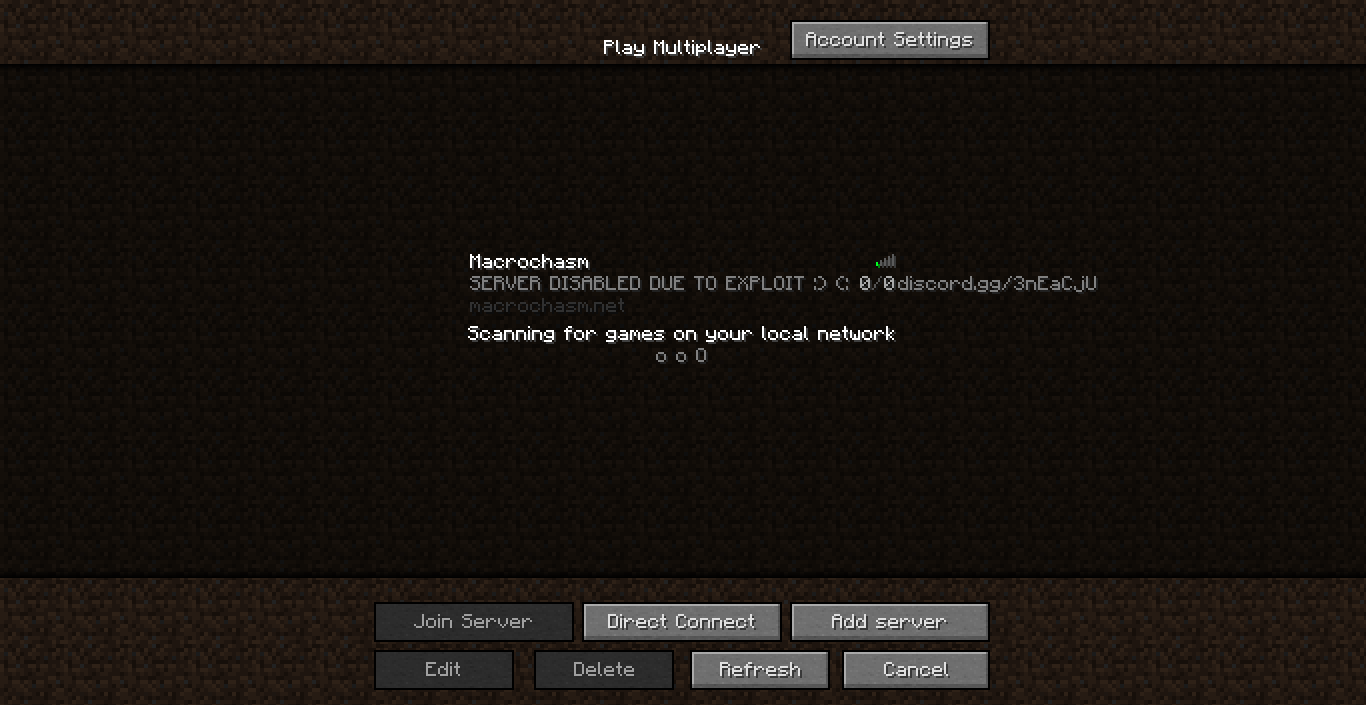 Play Multiplayer
Account Settings
Macrochasm
SERVER DISABLED DUE TO EXPLOIT :) (: 0/0discord.gg/3nEaCjU
macrochasm.net
Scanning for games on your local network
o o O
Join Server
Direct Connect
Add server
Edit
Delete
Refresh
Cancel